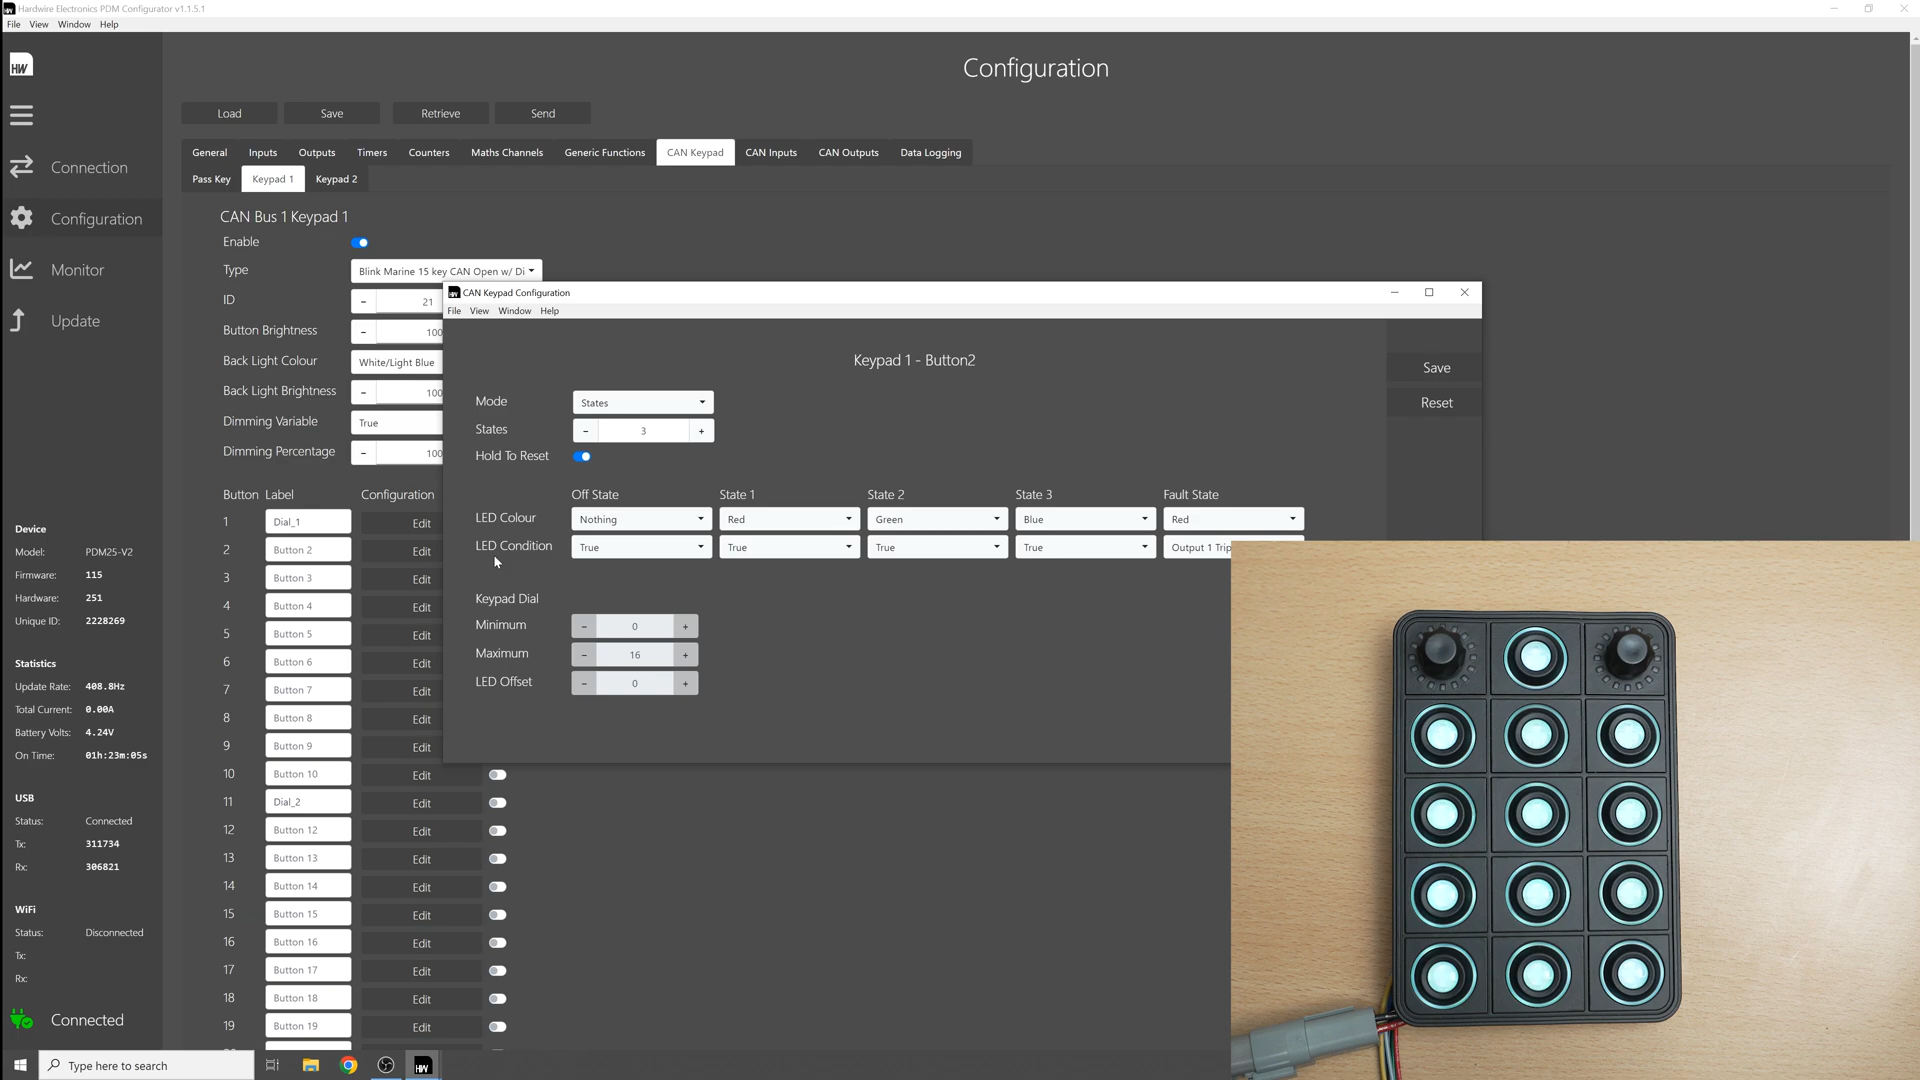 Hardwire Electronics PDM Configurator v1.1.5.1
File View Window Help
HW
Configuration
Load Save Retrieve Send
General Inputs Outputs Timers Counters Maths Channels Generic Functions CAN Keypad CAN Inputs CAN Outputs Data Logging
Pass Key Keypad 1 Keypad 2
Connection
Configuration
Monitor
Update
CAN Bus 1 Keypad 1
Enable
Type Blink Marine 15 key CAN Open w/ Di
ID - 21
Button Brightness - 100
Back Light Colour White/Light Blue
Back Light Brightness - 100
Dimming Variable True
Dimming Percentage - 100
Button Label Configuration
1 Dial_1 Edit
2 Button 2 Edit
3 Button 3 Edit
4 Button 4 Edit
5 Button 5 Edit
6 Button 6 Edit
7 Button 7 Edit
8 Button 8 Edit
9 Button 9 Edit
10 Button 10 Edit
11 Dial_2 Edit
12 Button 12 Edit
13 Button 13 Edit
14 Button 14 Edit
15 Button 15 Edit
16 Button 16 Edit
17 Button 17 Edit
18 Button 18 Edit
19 Button 19 Edit
HW CAN Keypad Configuration
File View Window Help
Keypad 1 - Button2
Save
Reset
Mode States
States - 3 +
Hold To Reset
Off State State 1 State 2 State 3 Fault State
LED Colour Nothing Red Green Blue Red
LED Condition True True True True Output 1 Trip
Keypad Dial
Minimum - 0 +
Maximum - 16 +
LED Offset - 0 +
Device
Model: PDM25-V2
Firmware: 115
Hardware: 251
Unique ID: 2228269
Statistics
Update Rate: 408.8Hz
Total Current: 0.00A
Battery Volts: 4.24V
On Time: 01h:23m:05s
USB
Status: Connected
Tx: 311734
Rx: 306821
WiFi
Status: Disconnected
Tx:
Rx:
Connected
Type here to search
HW